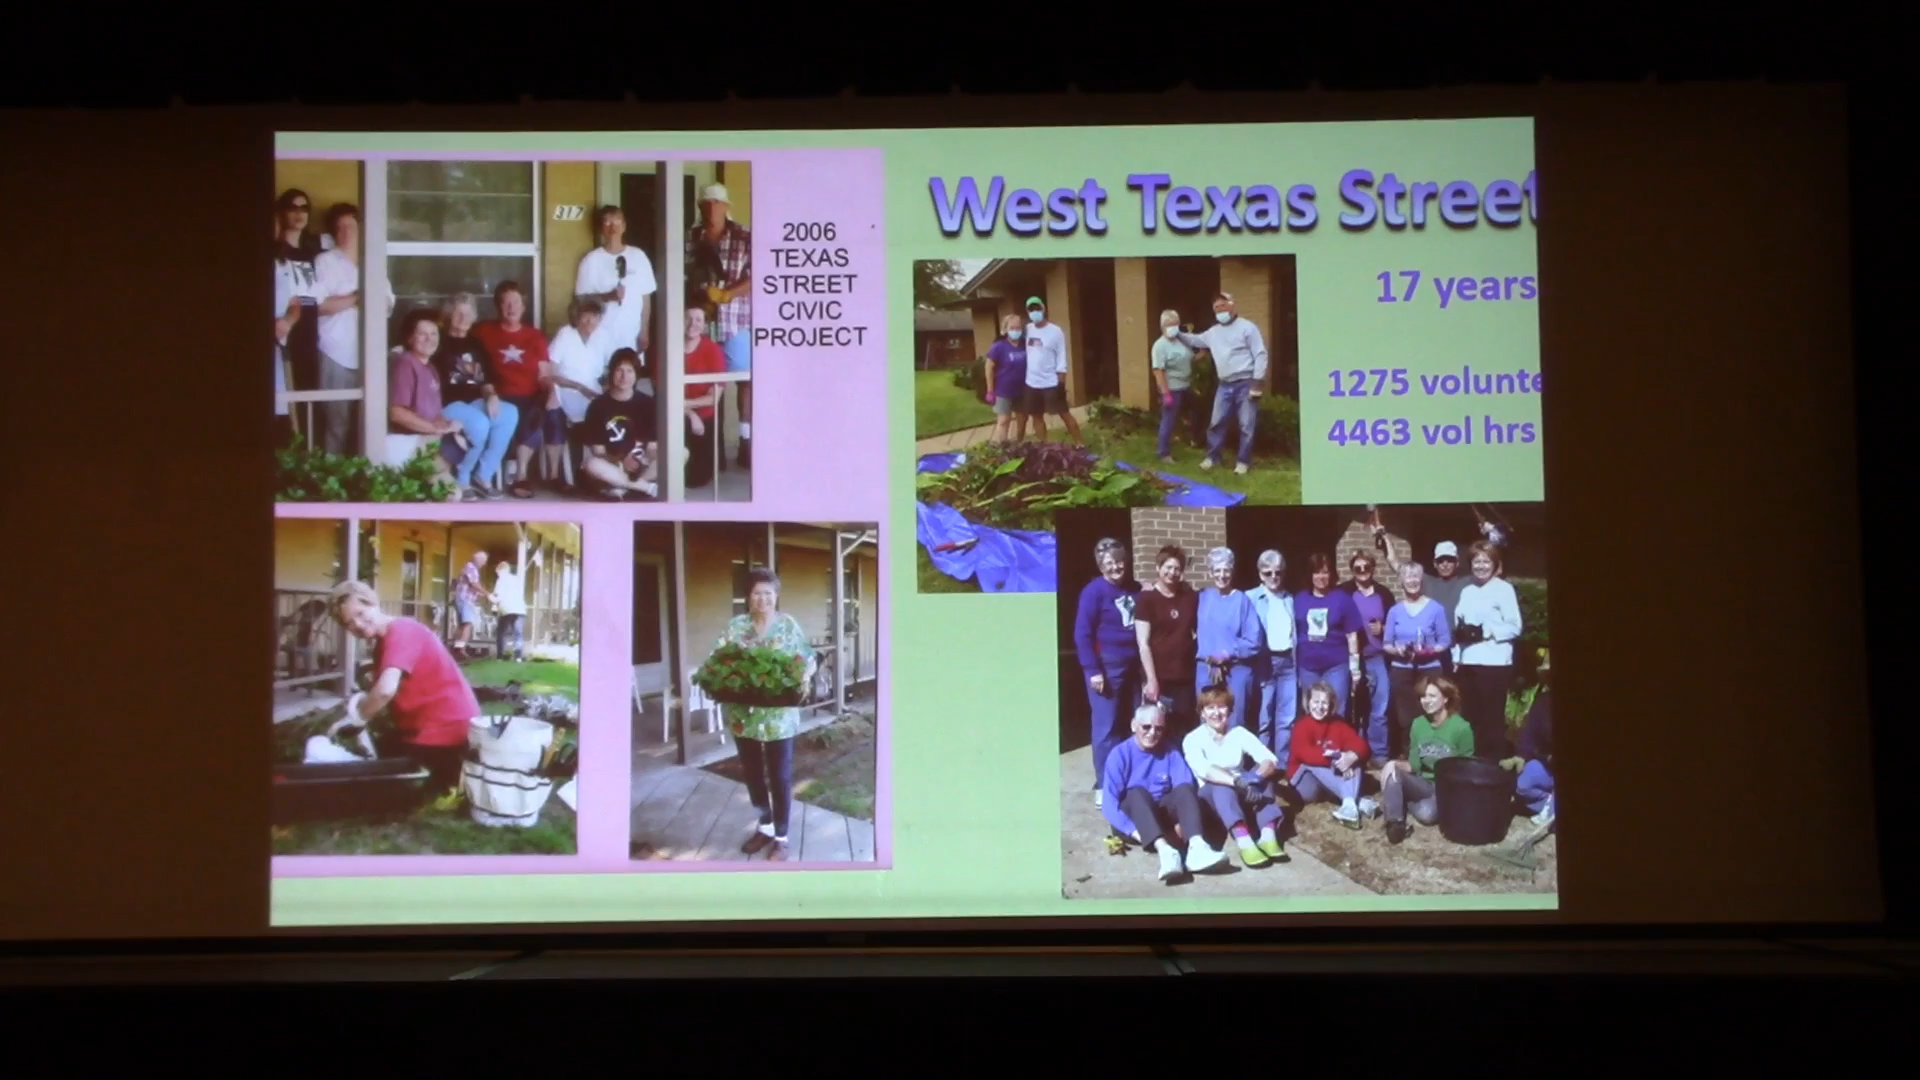 317
2006
TEXAS
STREET
CIVIC
PROJECT
West Texas Street
17 years
1275 volunte
4463 vol hrs